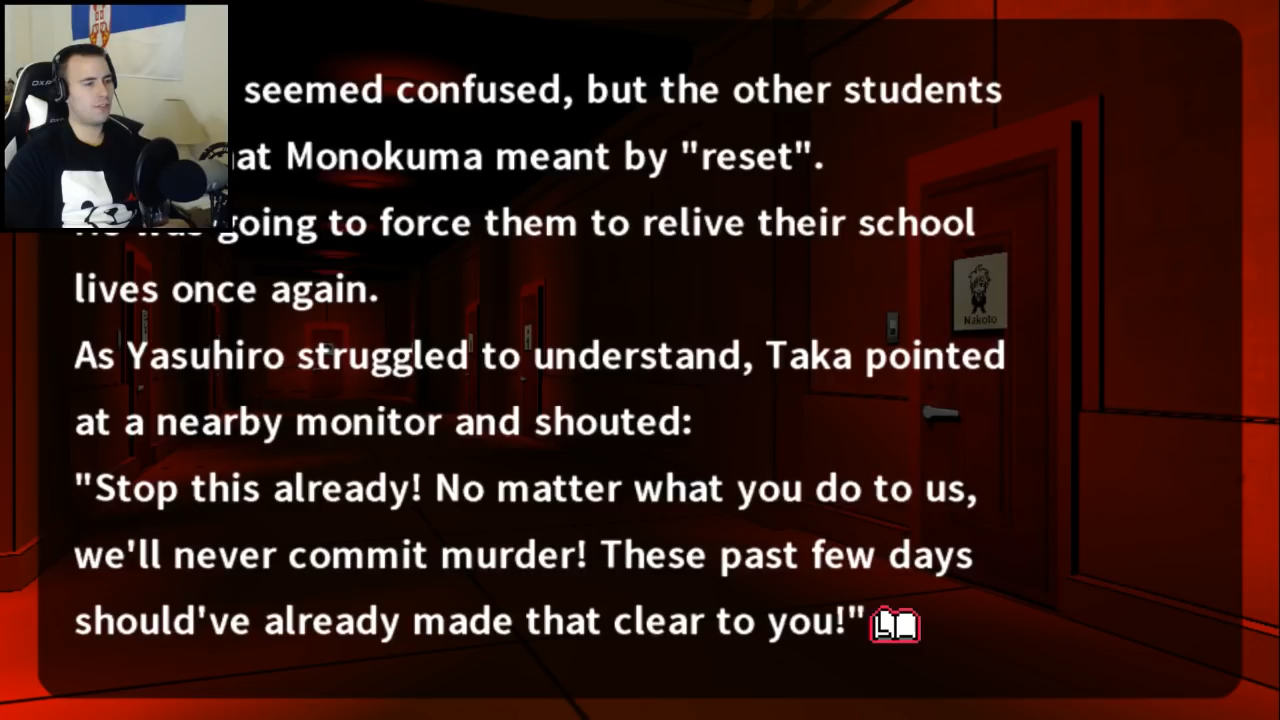 seemed confused, but the other students
at Monokuma meant by "reset".
going to force them to relive their school
lives once again.
As Yasuhiro struggled to understand, Taka pointed
at a nearby monitor and shouted:
"Stop this already! No matter what you do to us,
we'll never commit murder! These past few days
should've already made that clear to you!"
Makoto